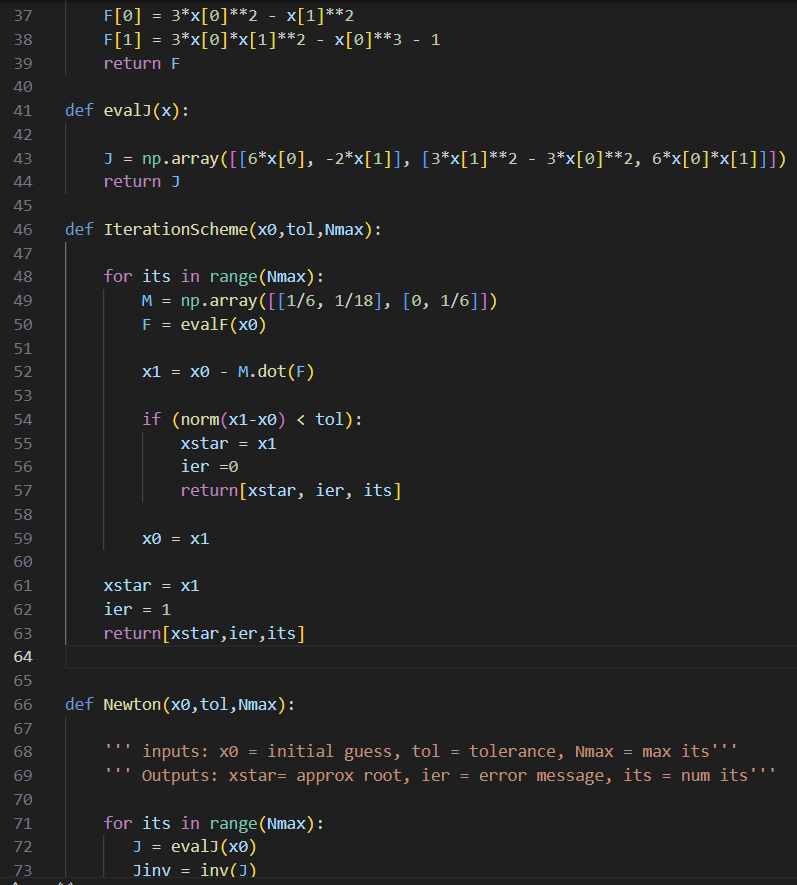 37 F[0] = 3*x[0]**2 - x[1]**2
38 F[1] = 3*x[0]*x[1]**2 - x[0]**3 - 1
39 return F
40
41 def evalJ(x):
42
43 J = np.array([[6*x[0], -2*x[1]], [3*x[1]**2 - 3*x[0]**2, 6*x[0]*x[1]]])
44 return J
45
46 def IterationScheme(x0,tol,Nmax):
47
48 for its in range(Nmax):
49 M = np.array([[1/6, 1/18], [0, 1/6]])
50 F = evalF(x0)
51
52 x1 = x0 - M.dot(F)
53
54 if (norm(x1-x0) < tol):
55 xstar = x1
56 ier =0
57 return[xstar, ier, its]
58
59 x0 = x1
60
61 xstar = x1
62 ier = 1
63 return[xstar,ier,its]
64
65
66 def Newton(x0,tol,Nmax):
67
68 ''' inputs: x0 = initial guess, tol = tolerance, Nmax = max its'''
69 ''' Outputs: xstar= approx root, ier = error message, its = num its'''
70
71 for its in range(Nmax):
72 J = evalJ(x0)
73 Jinv = inv(J)